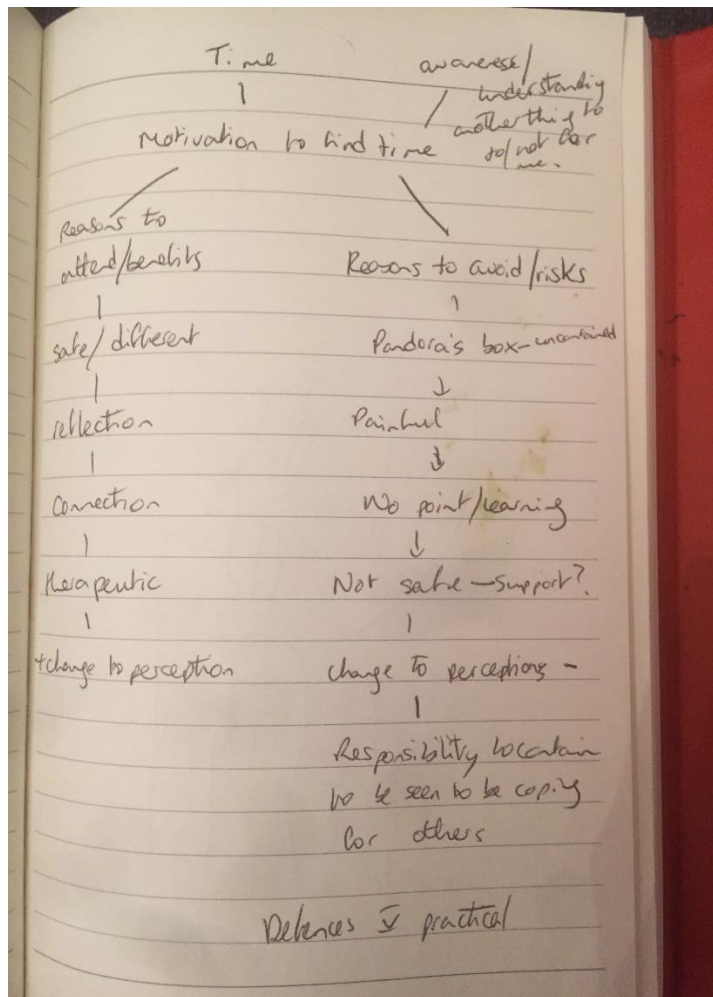 Time
awareness/
understanding
another thing to
do/not for
me.
Motivation to find time
Reasons to
attend/benefits
Reasons to avoid/risks
safe/different
Pandora's box-uncontained
reflection
Painful
Connection
No point/learning
therapeutic
Not safe-support?
+change to perception
change to perceptions -
Responsibility to contain
to be seen to be coping
for others
Defences v practical